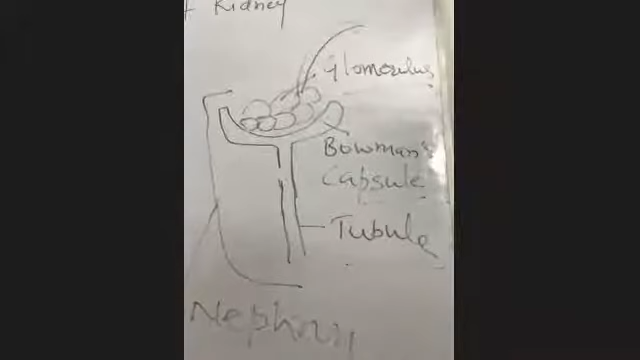 Kidney
Glomerulus
Bowman's
Capsule
Tubule
Nephron